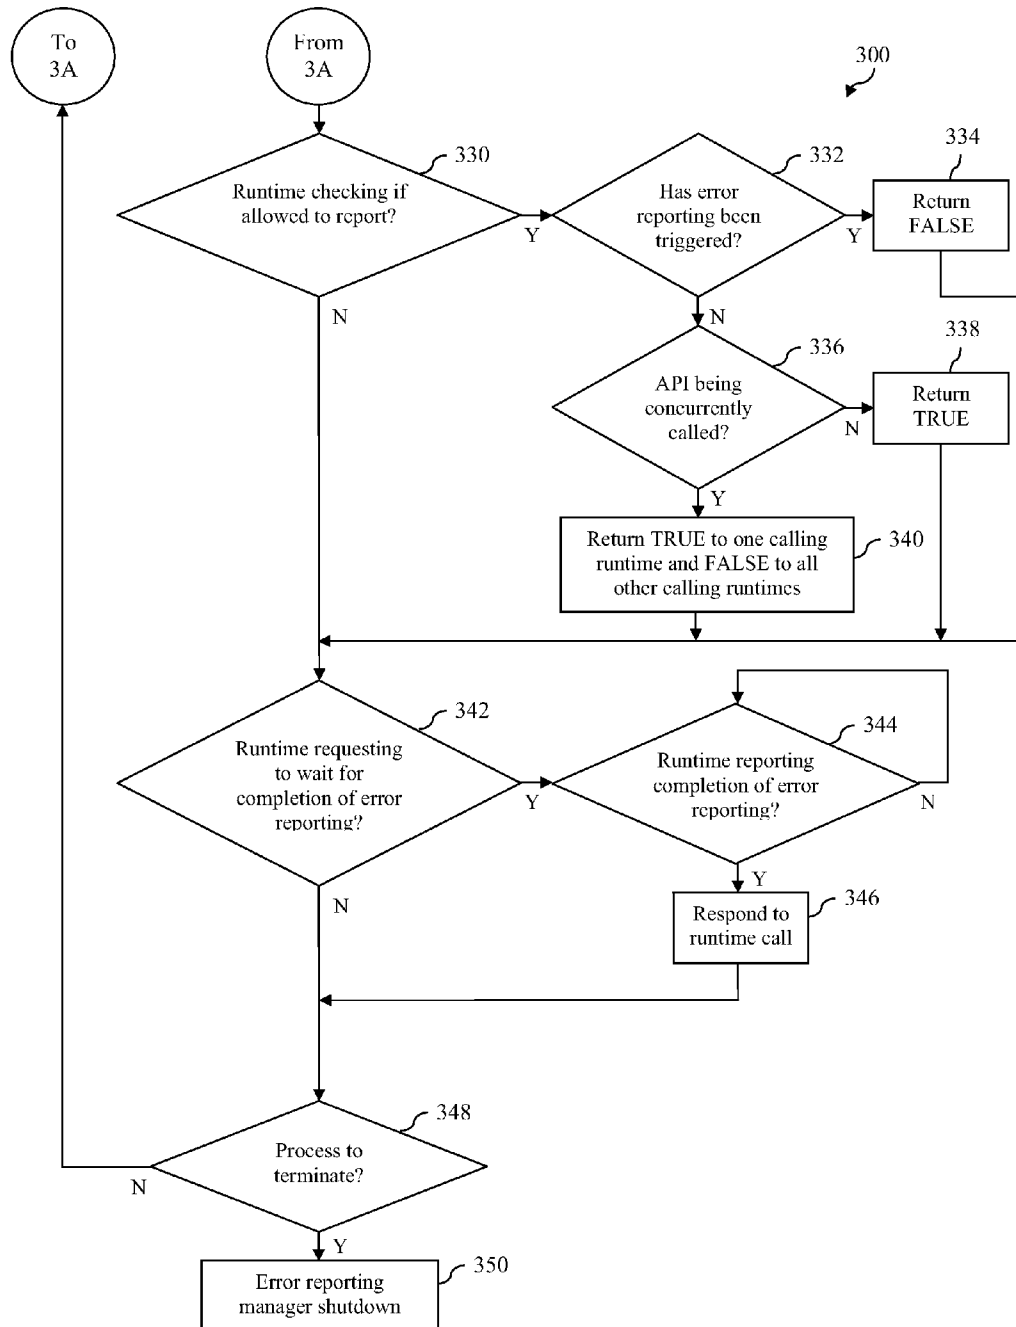 To
3A
From
3A
300
330
Runtime checking if
allowed to report?
Y
N
332
Has error
reporting been
triggered?
Y
N
334
Return
FALSE
336
API being
concurrently
called?
N
Y
338
Return
TRUE
340
Return TRUE to one calling
runtime and FALSE to all
other calling runtimes
342
Runtime requesting
to wait for
completion of error
reporting?
Y
N
344
Runtime reporting
completion of error
reporting?
N
Y
346
Respond to
runtime call
348
Process to
terminate?
N
Y
350
Error reporting
manager shutdown